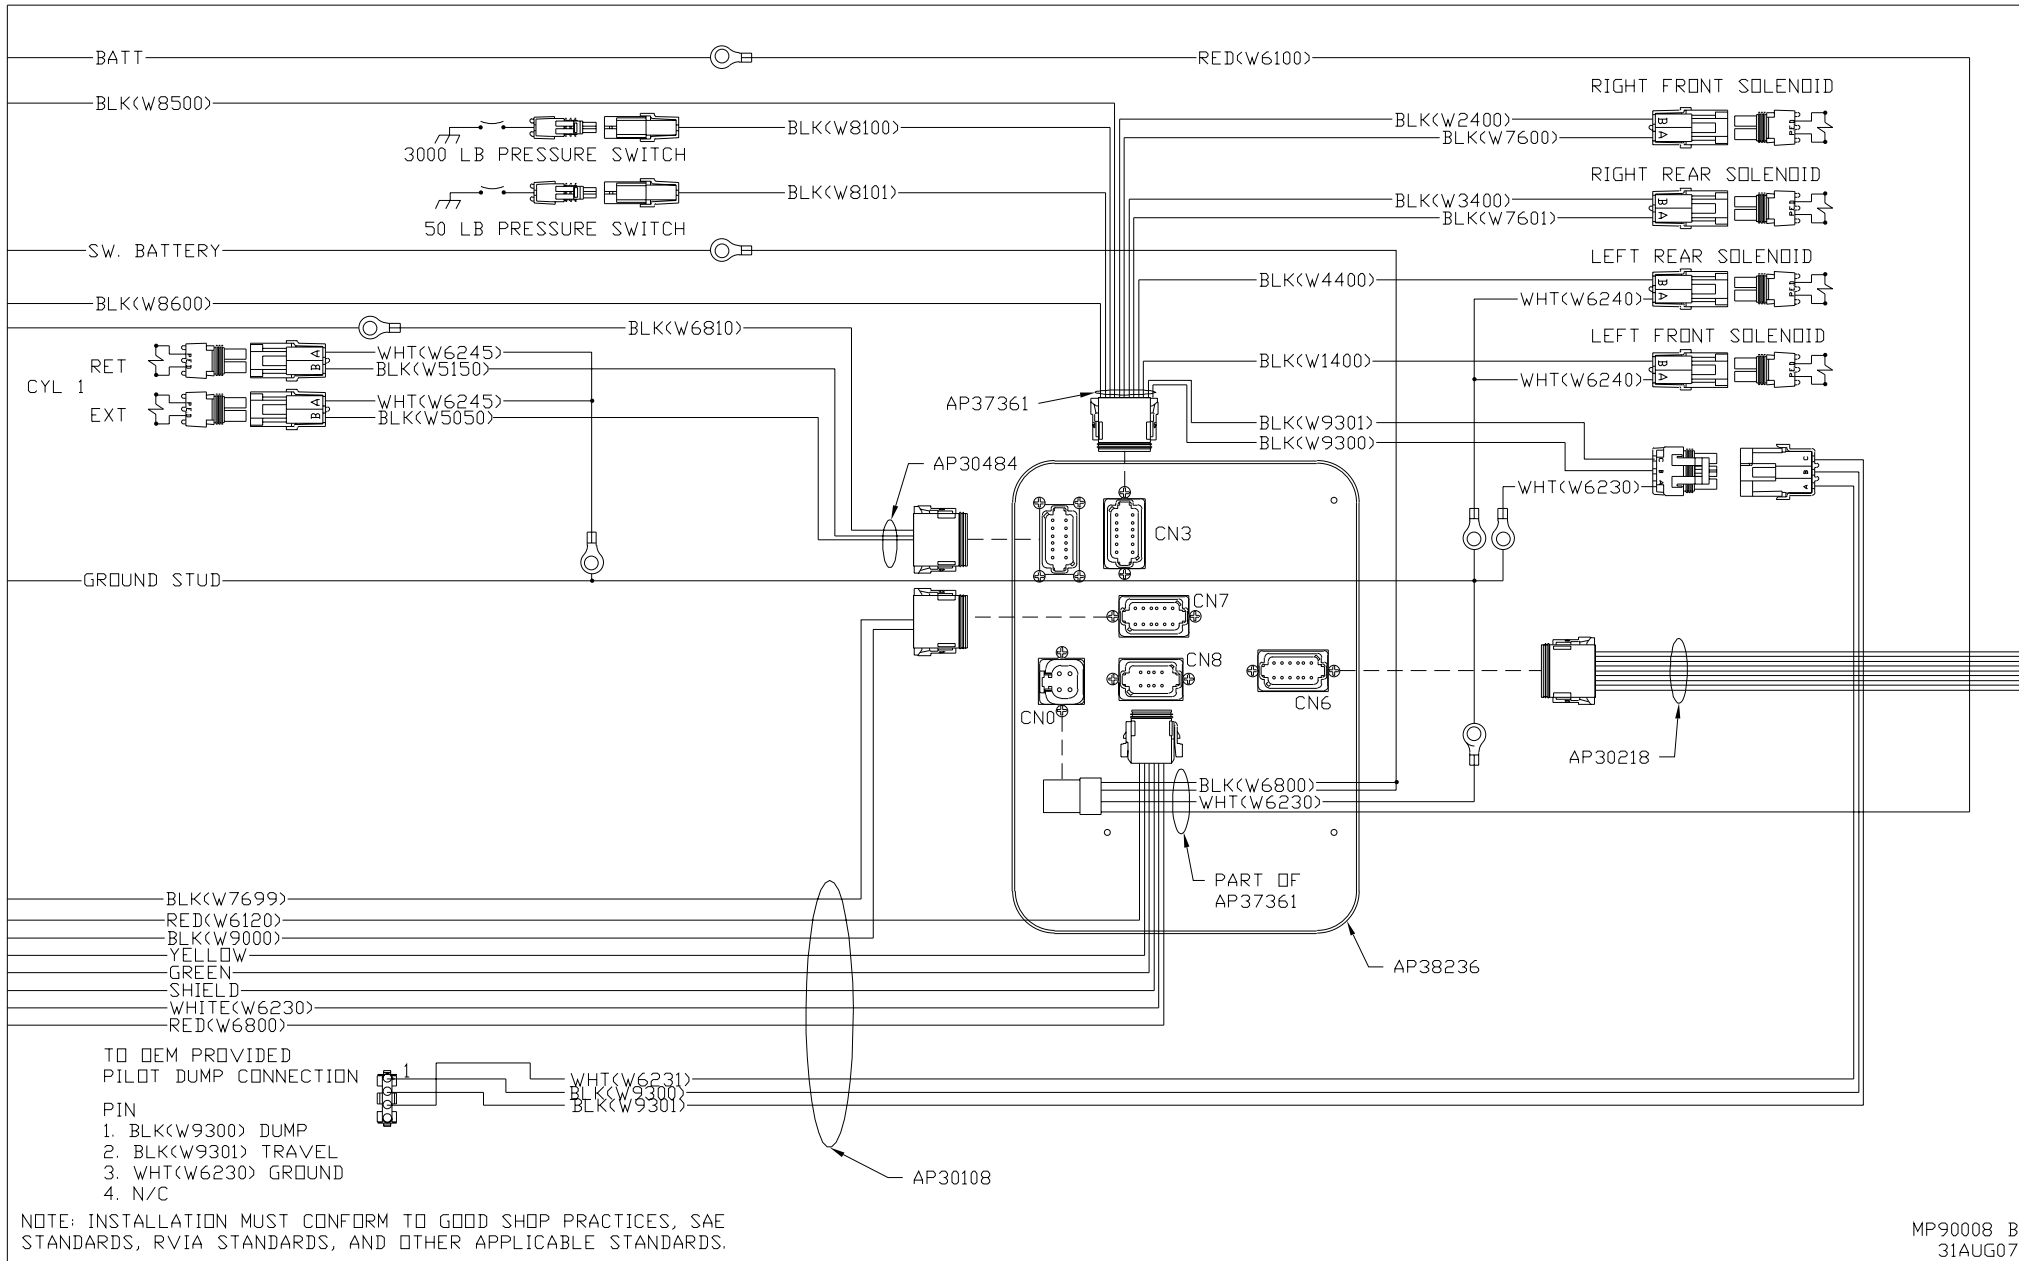 BATT
RED(W6100)
BLK(W8500)
RIGHT FRONT SOLENOID
BLK(W8100)
BLK(W2400)
B
A
BLK(W7600)
3000 LB PRESSURE SWITCH
RIGHT REAR SOLENOID
BLK(W8101)
BLK(W3400)
B
A
BLK(W7601)
50 LB PRESSURE SWITCH
SW. BATTERY
LEFT REAR SOLENOID
BLK(W4400)
B
A
WHT(W6240)
BLK(W8600)
BLK(W6810)
LEFT FRONT SOLENOID
RET
WHT(W6245)
A
B
BLK(W5150)
BLK(W1400)
B
A
WHT(W6240)
CYL 1
EXT
WHT(W6245)
A
B
BLK(W5050)
AP37361
BLK(W9301)
BLK(W9300)
AP30484
C
B
A
C
B
A
WHT(W6230)
CN3
GROUND STUD
CN7
CN8
CN0
CN6
AP30218
BLK(W6800)
WHT(W6230)
PART OF
AP37361
BLK(W7699)
RED(W6120)
BLK(W9000)
YELLOW
GREEN
SHIELD
WHITE(W6230)
RED(W6800)
AP38236
TO OEM PROVIDED
PILOT DUMP CONNECTION
1
WHT(W6231)
BLK(W9300)
BLK(W9301)
PIN
1. BLK(W9300) DUMP
2. BLK(W9301) TRAVEL
3. WHT(W6230) GROUND
4. N/C
AP30108
NOTE: INSTALLATION MUST CONFORM TO GOOD SHOP PRACTICES, SAE
STANDARDS, RVIA STANDARDS, AND OTHER APPLICABLE STANDARDS.
MP90008 B
31AUG07